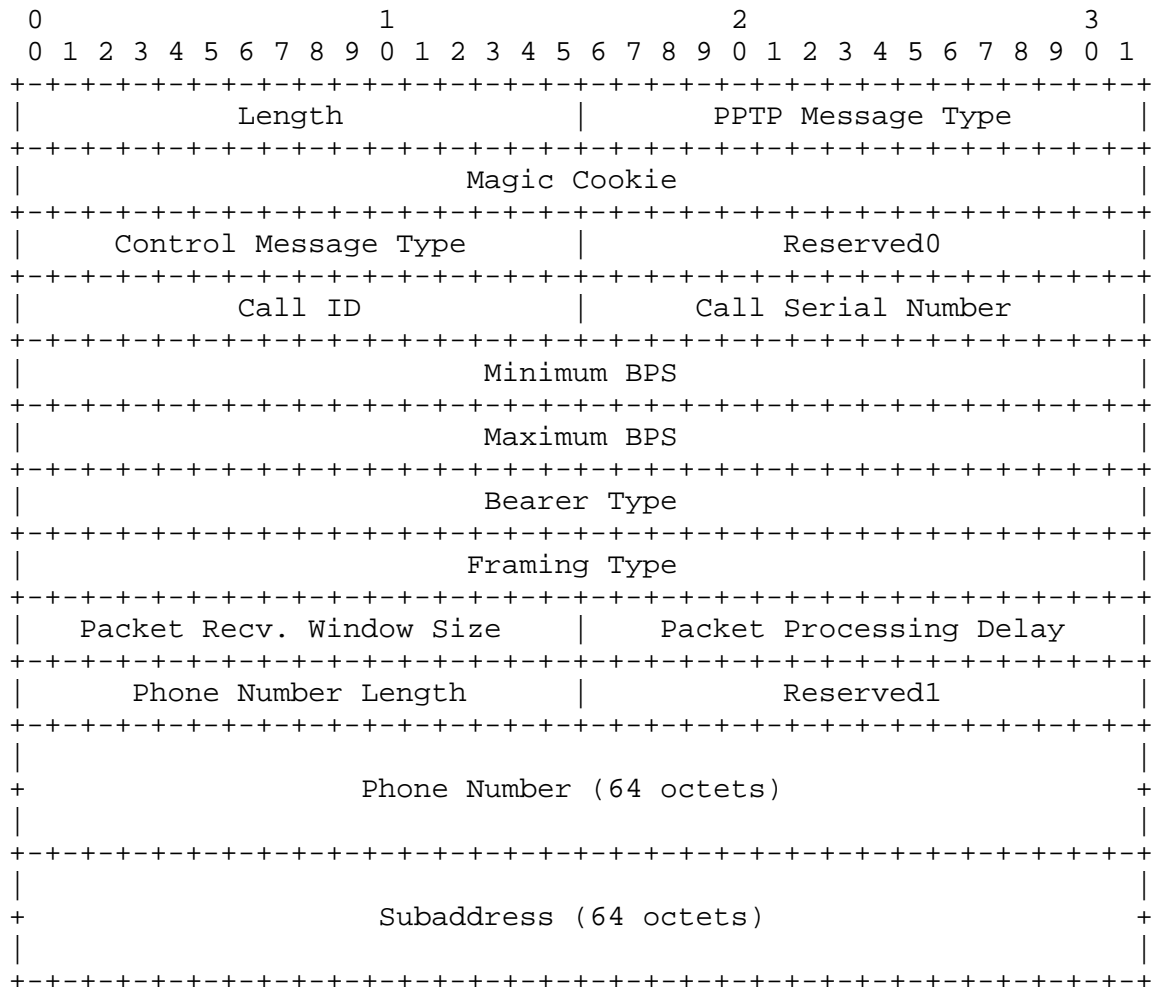 0                   1                   2                   3
 0 1 2 3 4 5 6 7 8 9 0 1 2 3 4 5 6 7 8 9 0 1 2 3 4 5 6 7 8 9 0 1
+-+-+-+-+-+-+-+-+-+-+-+-+-+-+-+-+-+-+-+-+-+-+-+-+-+-+-+-+-+-+-+-+
|            Length             |       PPTP Message Type       |
+-+-+-+-+-+-+-+-+-+-+-+-+-+-+-+-+-+-+-+-+-+-+-+-+-+-+-+-+-+-+-+-+
|                         Magic Cookie                          |
+-+-+-+-+-+-+-+-+-+-+-+-+-+-+-+-+-+-+-+-+-+-+-+-+-+-+-+-+-+-+-+-+
|     Control Message Type      |           Reserved0           |
+-+-+-+-+-+-+-+-+-+-+-+-+-+-+-+-+-+-+-+-+-+-+-+-+-+-+-+-+-+-+-+-+
|            Call ID            |      Call Serial Number       |
+-+-+-+-+-+-+-+-+-+-+-+-+-+-+-+-+-+-+-+-+-+-+-+-+-+-+-+-+-+-+-+-+
|                          Minimum BPS                          |
+-+-+-+-+-+-+-+-+-+-+-+-+-+-+-+-+-+-+-+-+-+-+-+-+-+-+-+-+-+-+-+-+
|                          Maximum BPS                          |
+-+-+-+-+-+-+-+-+-+-+-+-+-+-+-+-+-+-+-+-+-+-+-+-+-+-+-+-+-+-+-+-+
|                          Bearer Type                          |
+-+-+-+-+-+-+-+-+-+-+-+-+-+-+-+-+-+-+-+-+-+-+-+-+-+-+-+-+-+-+-+-+
|                         Framing Type                          |
+-+-+-+-+-+-+-+-+-+-+-+-+-+-+-+-+-+-+-+-+-+-+-+-+-+-+-+-+-+-+-+-+
|   Packet Recv. Window Size    |    Packet Processing Delay    |
+-+-+-+-+-+-+-+-+-+-+-+-+-+-+-+-+-+-+-+-+-+-+-+-+-+-+-+-+-+-+-+-+
|      Phone Number Length      |           Reserved1           |
+-+-+-+-+-+-+-+-+-+-+-+-+-+-+-+-+-+-+-+-+-+-+-+-+-+-+-+-+-+-+-+-+
|                                                               |
+                   Phone Number (64 octets)                    +
|                                                               |
+-+-+-+-+-+-+-+-+-+-+-+-+-+-+-+-+-+-+-+-+-+-+-+-+-+-+-+-+-+-+-+-+
|                                                               |
+                    Subaddress (64 octets)                     +
|                                                               |
+-+-+-+-+-+-+-+-+-+-+-+-+-+-+-+-+-+-+-+-+-+-+-+-+-+-+-+-+-+-+-+-+